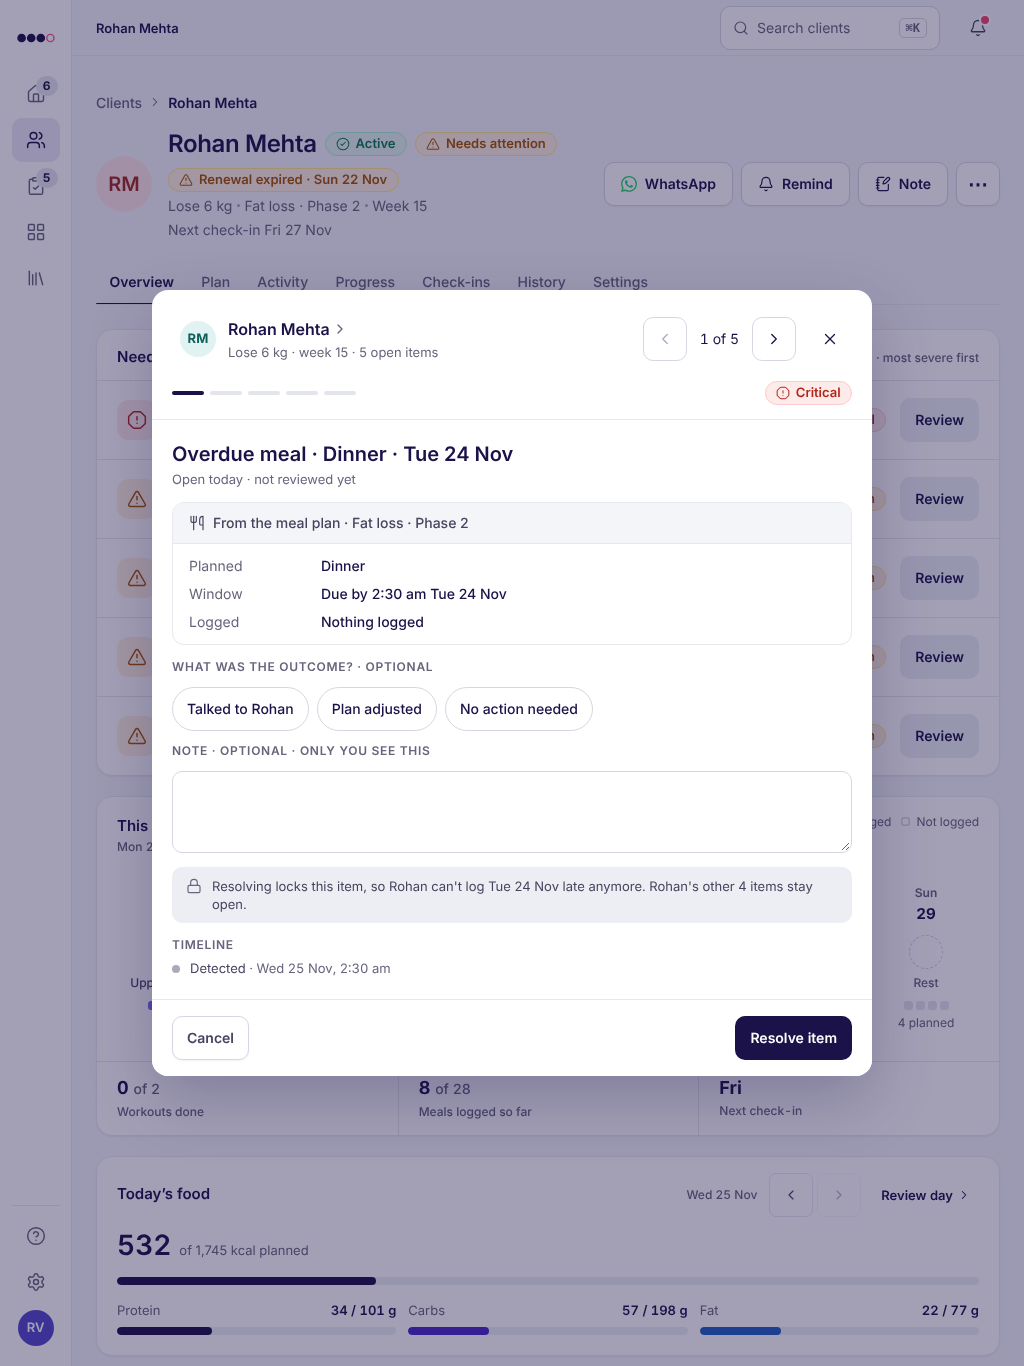 Rohan Mehta
Search clients
⌘K
6
5
Clients > Rohan Mehta
RM
Rohan Mehta
Active
Needs attention
Renewal expired · Sun 22 Nov
Lose 6 kg · Fat loss · Phase 2 · Week 15
Next check-in Fri 27 Nov
WhatsApp
Remind
Note
Overview
Plan
Activity
Progress
Check-ins
History
Settings
· most severe first
Review
Review
Review
Review
Review
RM
Rohan Mehta
Lose 6 kg · week 15 · 5 open items
1 of 5
Critical
Overdue meal · Dinner · Tue 24 Nov
Open today · not reviewed yet
From the meal plan · Fat loss · Phase 2
Planned Dinner
Window Due by 2:30 am Tue 24 Nov
Logged Nothing logged
WHAT WAS THE OUTCOME? · OPTIONAL
Talked to Rohan
Plan adjusted
No action needed
NOTE · OPTIONAL · ONLY YOU SEE THIS
Resolving locks this item, so Rohan can't log Tue 24 Nov late anymore. Rohan's other 4 items stay
open.
TIMELINE
Detected · Wed 25 Nov, 2:30 am
Cancel
Resolve item
This
Not logged
Sun
29
Rest
4 planned
0 of 2
Workouts done
8 of 28
Meals logged so far
Fri
Next check-in
Today's food
Wed 25 Nov
Review day
532 of 1,745 kcal planned
Protein 34 / 101 g
Carbs 57 / 198 g
Fat 22 / 77 g
RV